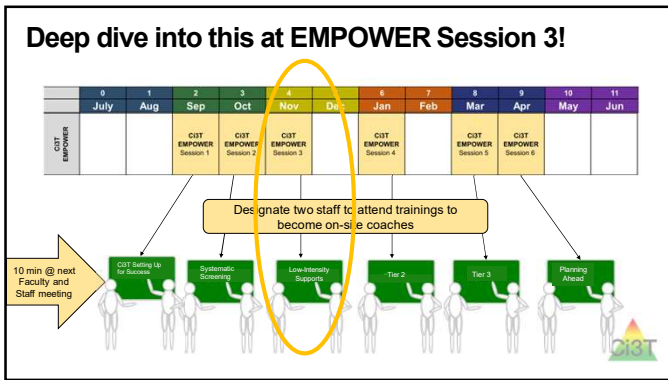 Deep dive into this at EMPOWER Session 3!
0 1 2 3 4 6 7 8 9 10 11
July Aug Sep Oct Nov Dec Jan Feb Mar Apr May Jun
Ci3T
EMPOWER
Ci3T
EMPOWER
Session 1
Ci3T
EMPOWER
Session 2
Ci3T
EMPOWER
Session 3
Ci3T
EMPOWER
Session 4
Ci3T
EMPOWER
Session 5
Ci3T
EMPOWER
Session 6
Designate two staff to attend trainings to
become on-site coaches
10 min @ next
Faculty and
Staff meeting
Ci3T Setting Up
for Success
Systematic
Screening
Low-Intensity
Supports
Tier 2
Tier 3
Planning
Ahead
Ci3T